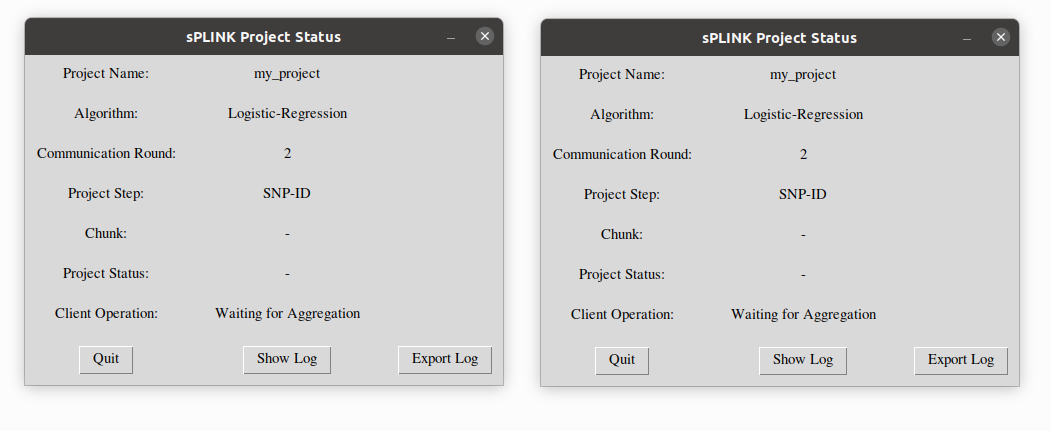 sPLINK Project Status
Project Name: my_project
Algorithm: Logistic-Regression
Communication Round: 2
Project Step: SNP-ID
Chunk: -
Project Status: -
Client Operation: Waiting for Aggregation
Quit Show Log Export Log
sPLINK Project Status
Project Name: my_project
Algorithm: Logistic-Regression
Communication Round: 2
Project Step: SNP-ID
Chunk: -
Project Status: -
Client Operation: Waiting for Aggregation
Quit Show Log Export Log